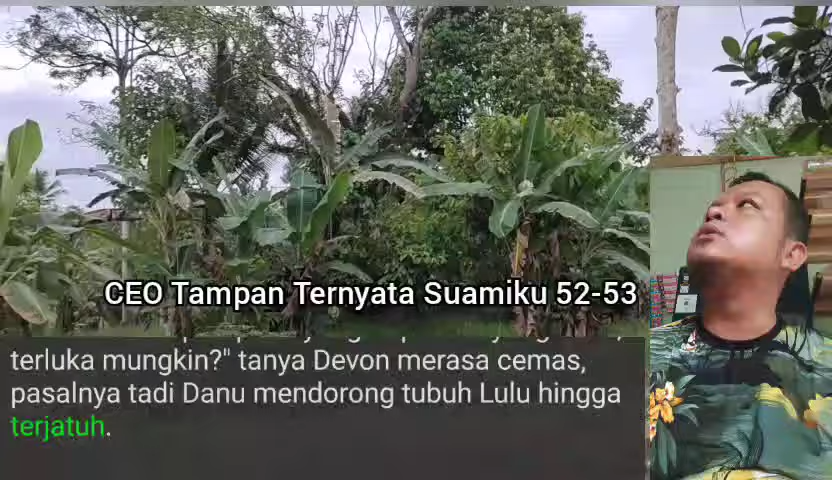 CEO Tampan Ternyata Suamiku 52-53
terluka mungkin?" tanya Devon merasa cemas,
pasalnya tadi Danu mendorong tubuh Lulu hingga
terjatuh.